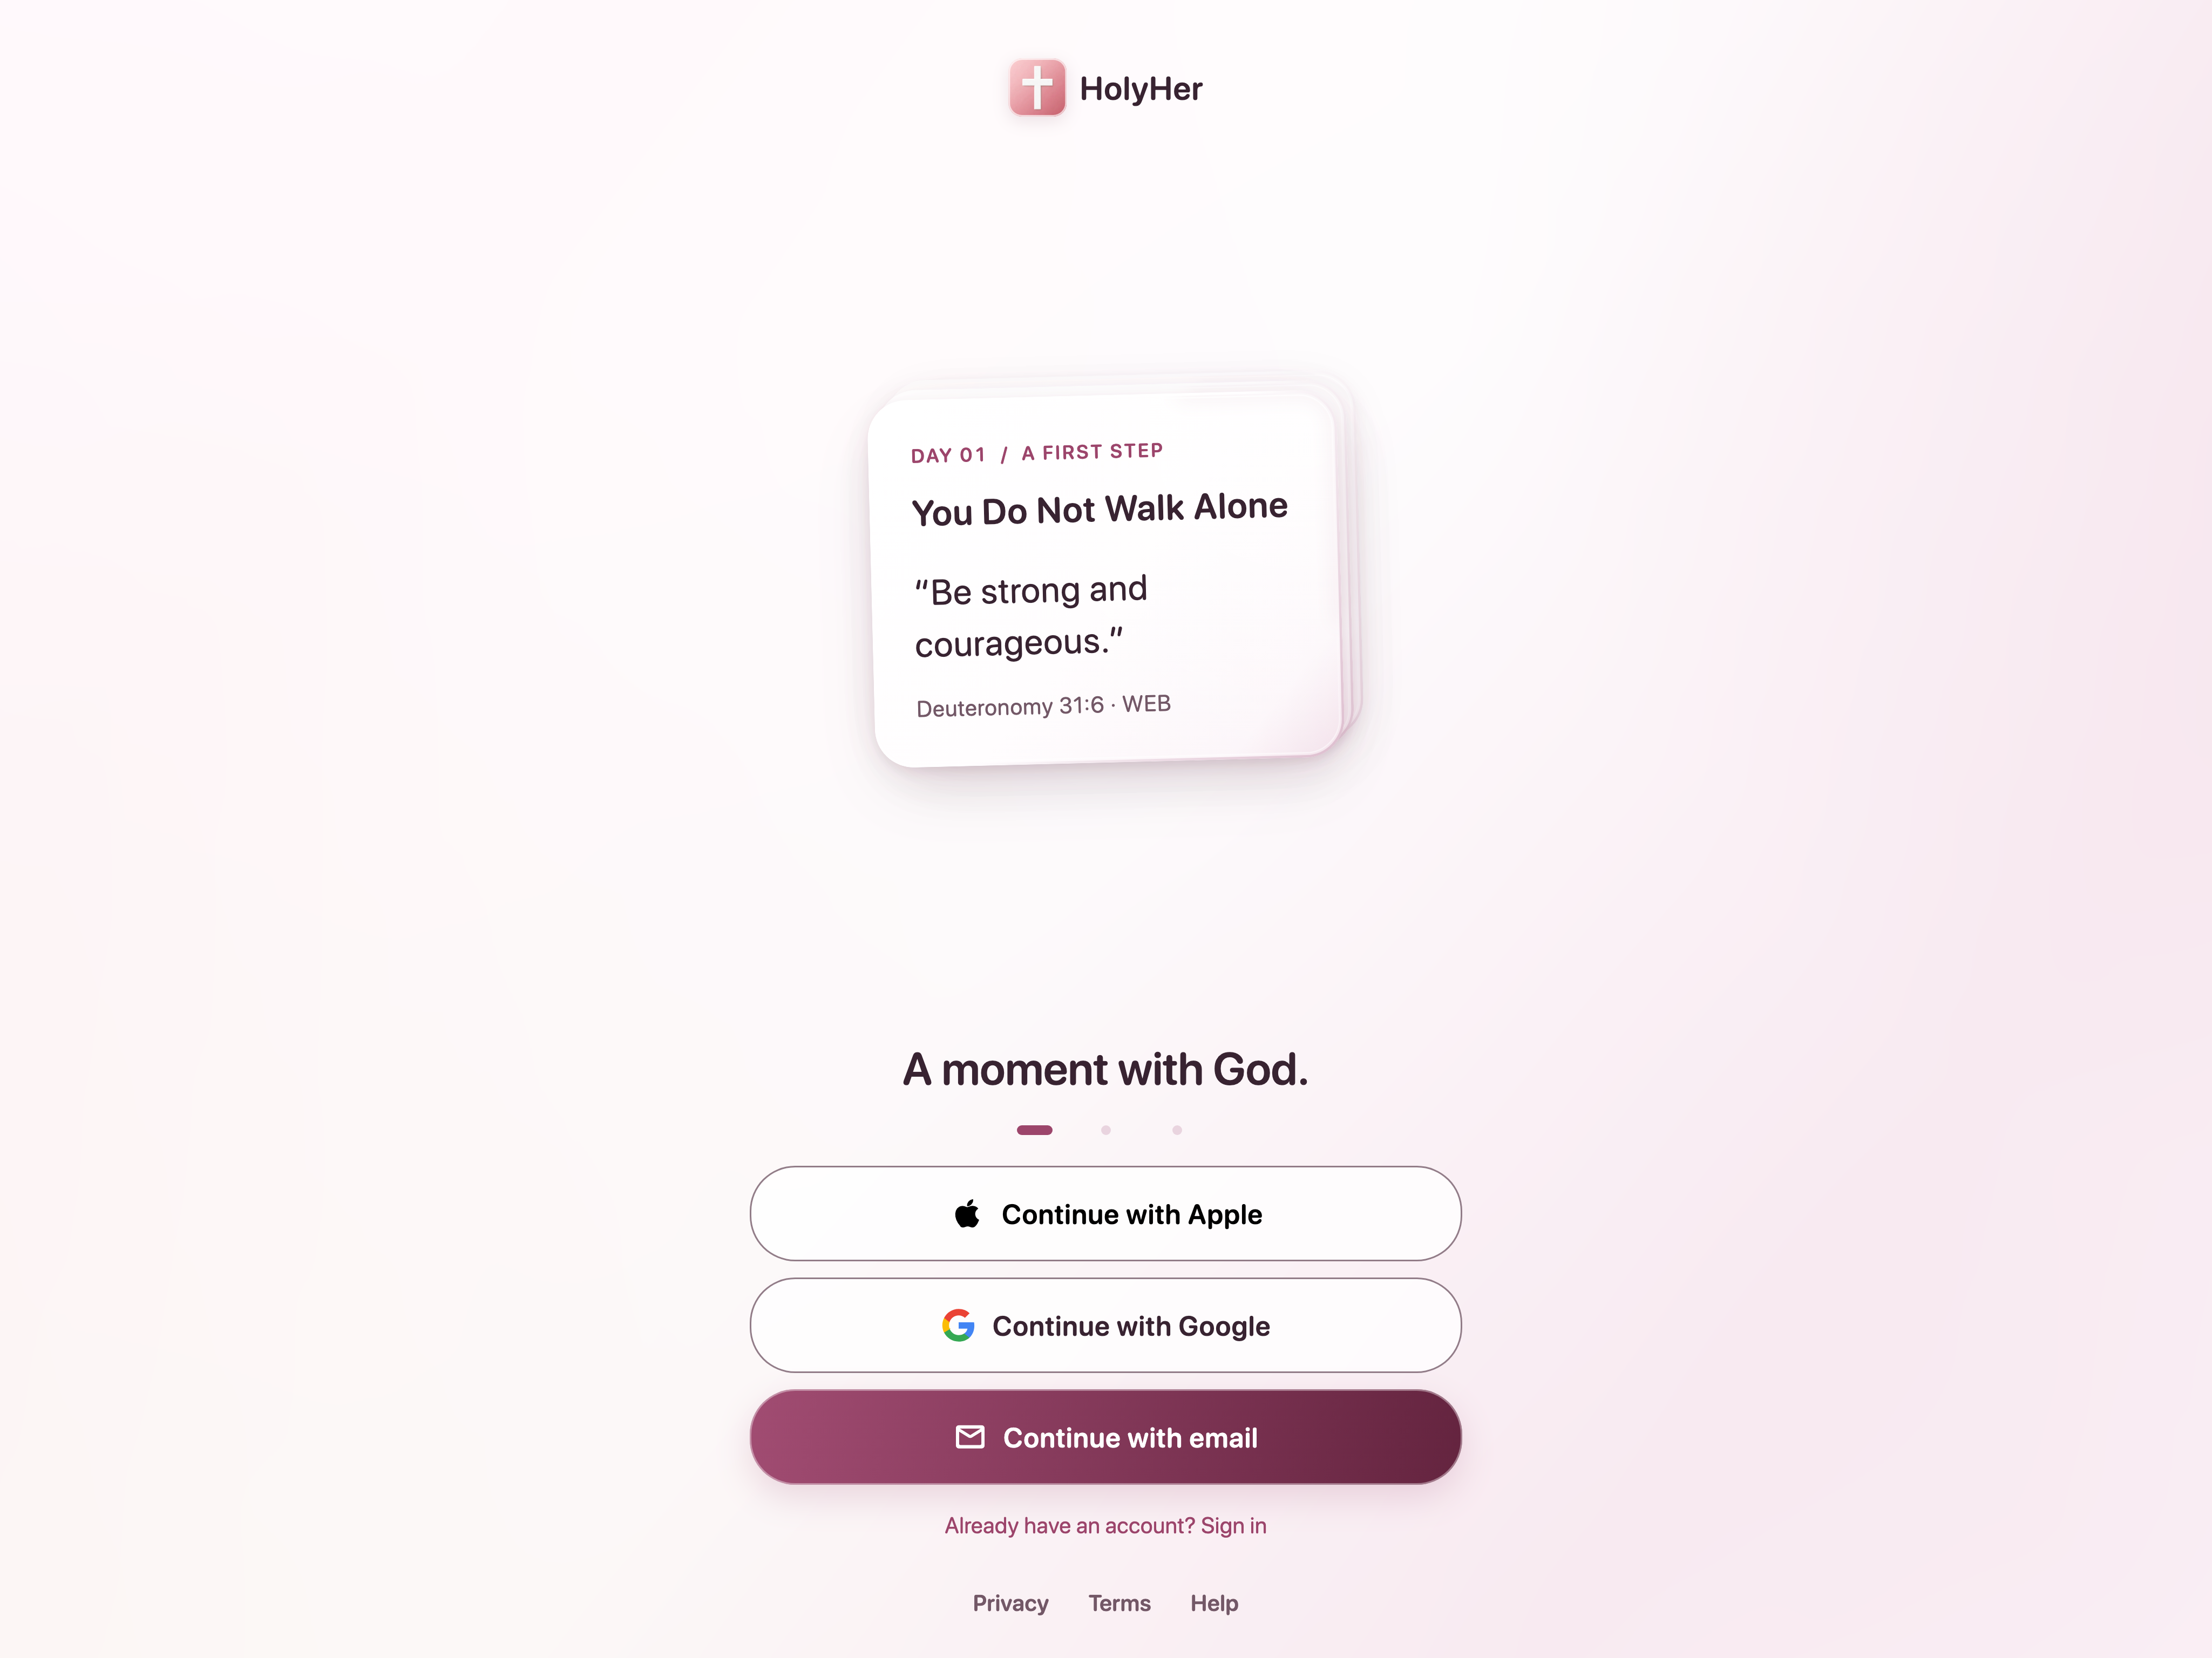 HolyHer
DAY 01 / A FIRST STEP
You Do Not Walk Alone
“Be strong and
courageous.”
Deuteronomy 31:6 · WEB
A moment with God.
Continue with Apple
Continue with Google
Continue with email
Already have an account? Sign in
Privacy Terms Help